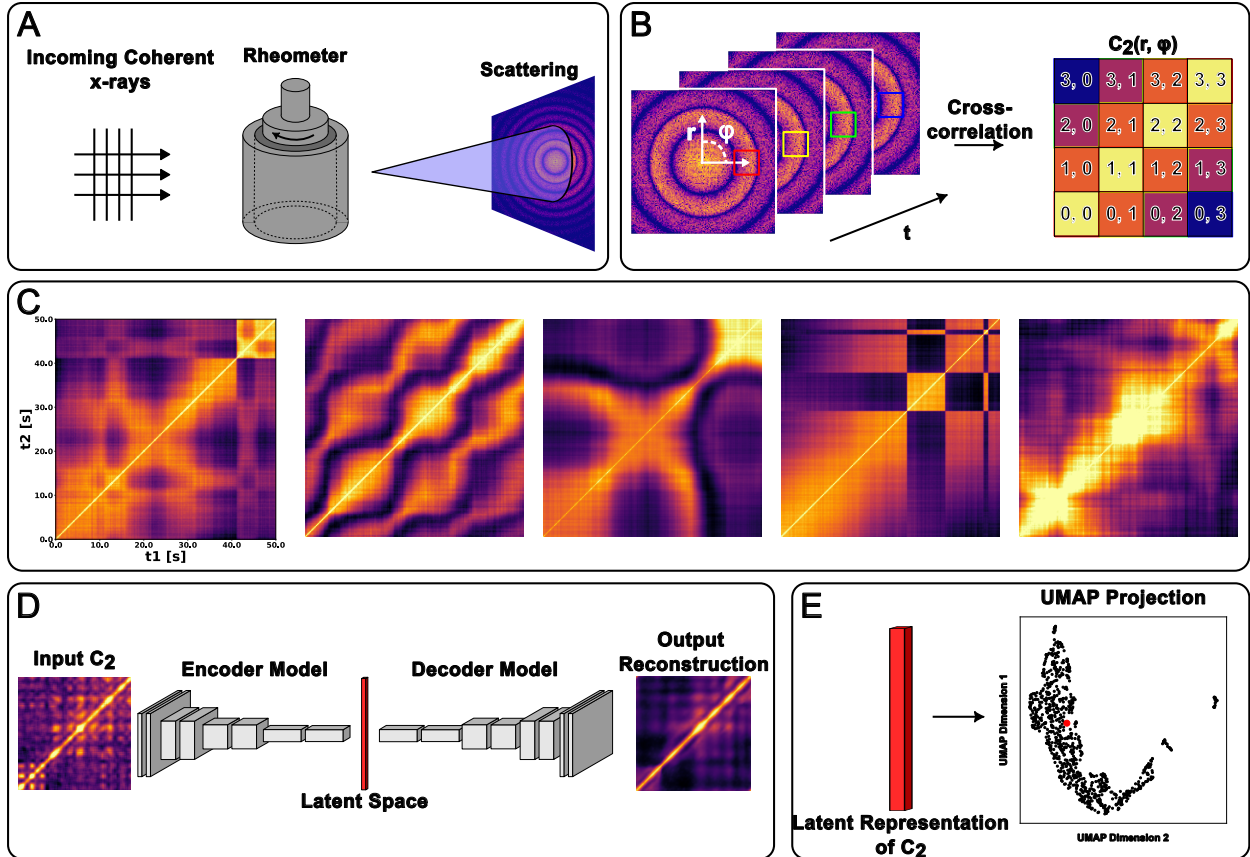 A
Incoming Coherent
x-rays
Rheometer
Scattering
B
r
φ
t
Cross-
correlation
C₂(r, φ)
3, 0 3, 1 3, 2 3, 3
2, 0 2, 1 2, 2 2, 3
1, 0 1, 1 1, 2 1, 3
0, 0 0, 1 0, 2 0, 3
C
t2 [s]
50.0
40.0
30.0
20.0
10.0
0.0
0.0 10.0 20.0 30.0 40.0 50.0
t1 [s]
D
Input C₂
Encoder Model
Latent Space
Decoder Model
Output
Reconstruction
E
Latent Representation
of C₂
UMAP Projection
UMAP Dimension 1
UMAP Dimension 2